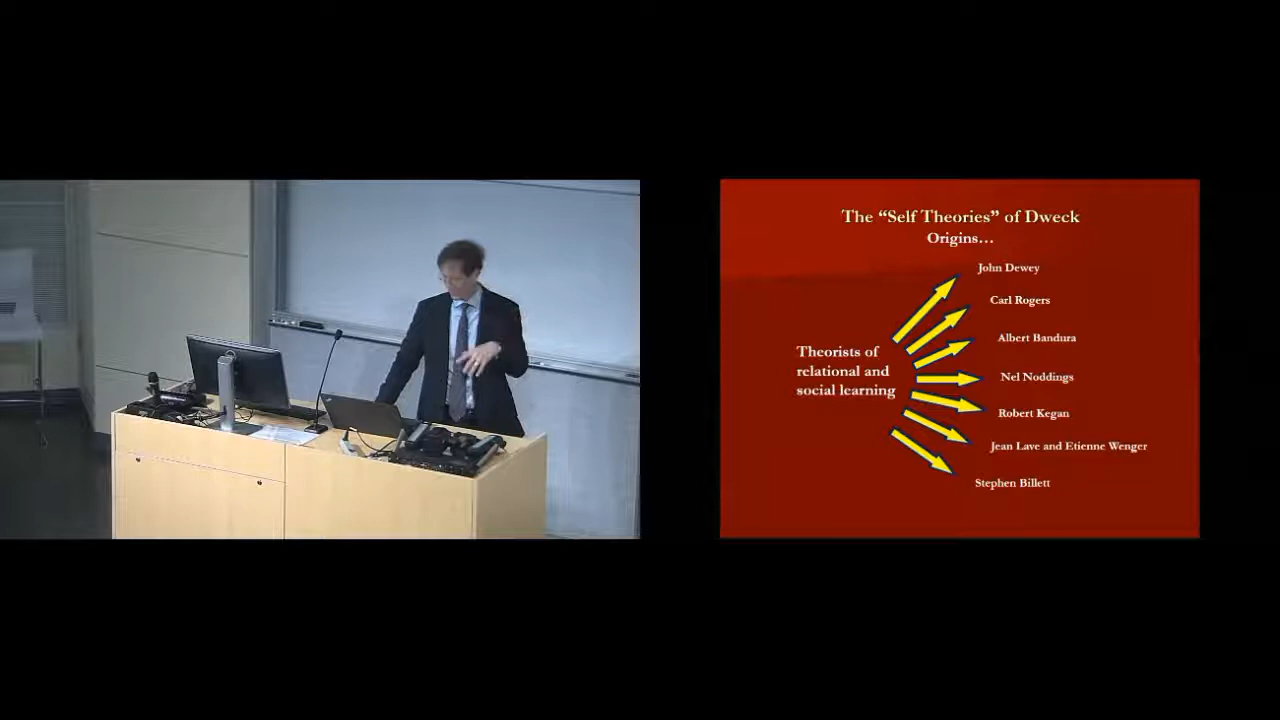 The “Self Theories” of Dweck
Origins…
John Dewey
Carl Rogers
Albert Bandura
Theorists of
relational and
social learning
Nel Noddings
Robert Kegan
Jean Lave and Etienne Wenger
Stephen Billett